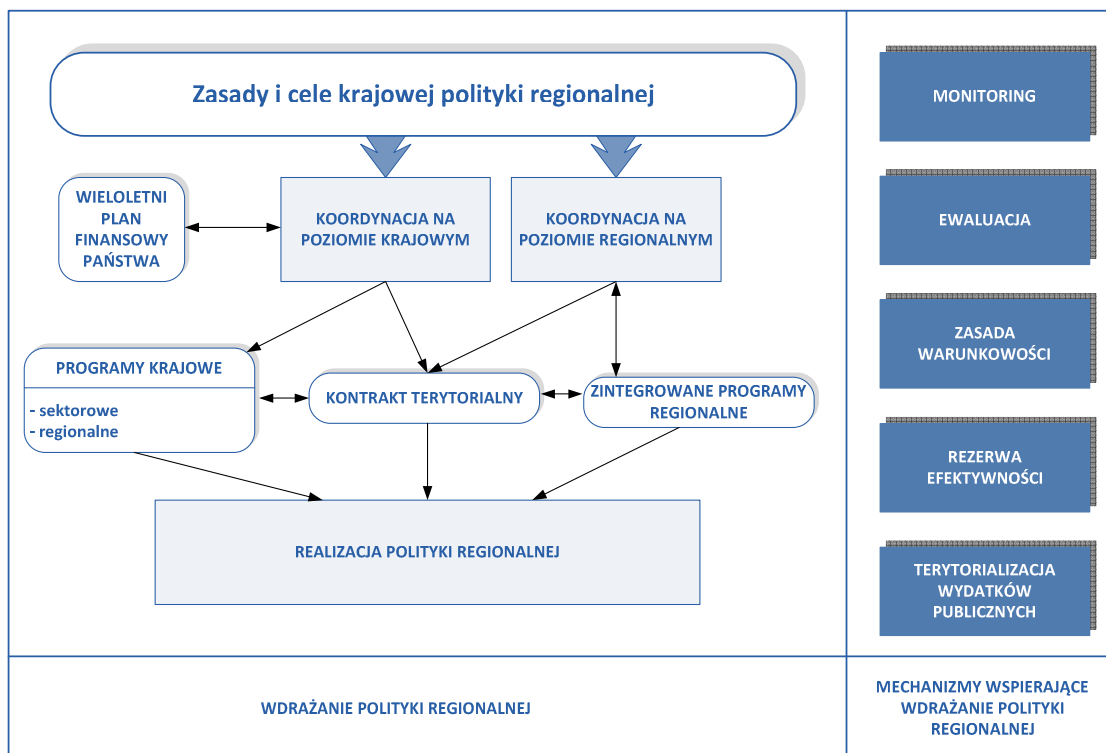 Zasady i cele krajowej polityki regionalnej
WIELOLETNI
PLAN
FINANSOWY
PAŃSTWA
KOORDYNACJA NA
POZIOMIE KRAJOWYM
KOORDYNACJA NA
POZIOMIE REGIONALNYM
PROGRAMY KRAJOWE
- sektorowe
- regionalne
KONTRAKT TERYTORIALNY
ZINTEGROWANE PROGRAMY
REGIONALNE
REALIZACJA POLITYKI REGIONALNEJ
WDRAŻANIE POLITYKI REGIONALNEJ
MONITORING
EWALUACJA
ZASADA
WARUNKOWOŚCI
REZERWA
EFEKTYWNOŚCI
TERYTORIALIZACJA
WYDATKÓW
PUBLICZNYCH
MECHANIZMY WSPIERAJĄCE
WDRAŻANIE POLITYKI
REGIONALNEJ